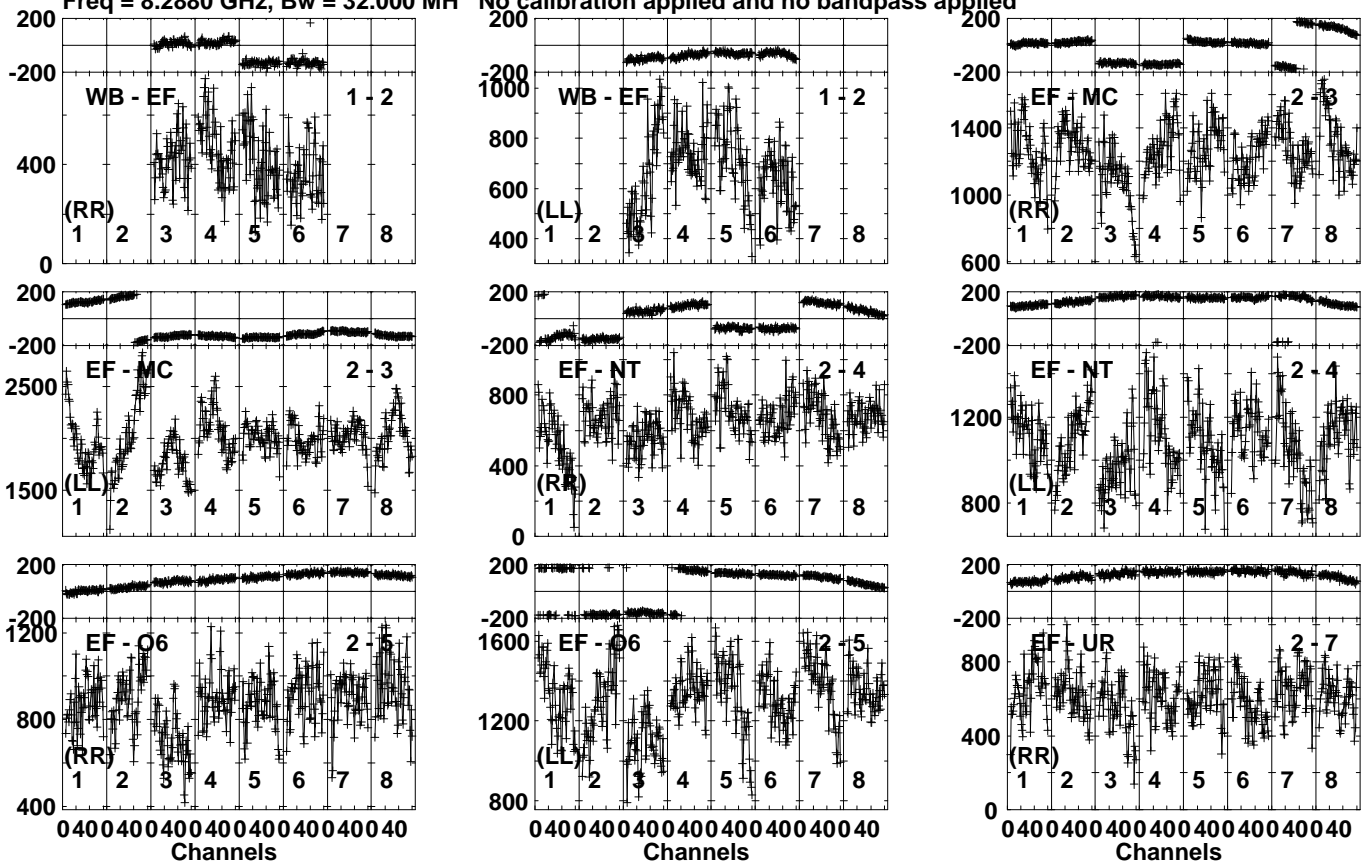 Freq = 8.2880 GHz, Bw = 32.000 MH No calibration applied and no bandpass applied
200
-200
WB - EF 1 - 2
400
(RR)
1 2 3 4 5 6 7 8
0
200
-200
1000
WB - EF 1 - 2
800
600
(LL)
400
1 2 3 4 5 6 7 8
200
-200
EF - MC 2 - 3
1400
1000
(RR)
1 2 3 4 5 6 7 8
600
200
-200
EF - MC 2 - 3
2500
1500
(LL)
1 2 3 4 5 6 7 8
200
-200
EF - NT 2 - 4
800
400
(RR)
1 2 3 4 5 6 7 8
0
200
-200
EF - NT 2 - 4
1200
800
(LL)
1 2 3 4 5 6 7 8
200
-200
1200
EF - O6 2 - 5
800
(RR)
1 2 3 4 5 6 7 8
400
0 40 0 40 0 40 0 40 0 40 0 40 0 40 0 40
Channels
200
-200
1600
EF - O6 2 - 5
1200
(LL)
1 2 3 4 5 6 7 8
800
0 40 0 40 0 40 0 40 0 40 0 40 0 40 0 40
Channels
200
-200
EF - UR 2 - 7
800
400
(RR)
1 2 3 4 5 6 7 8
0
0 40 0 40 0 40 0 40 0 40 0 40 0 40 0 40
Channels